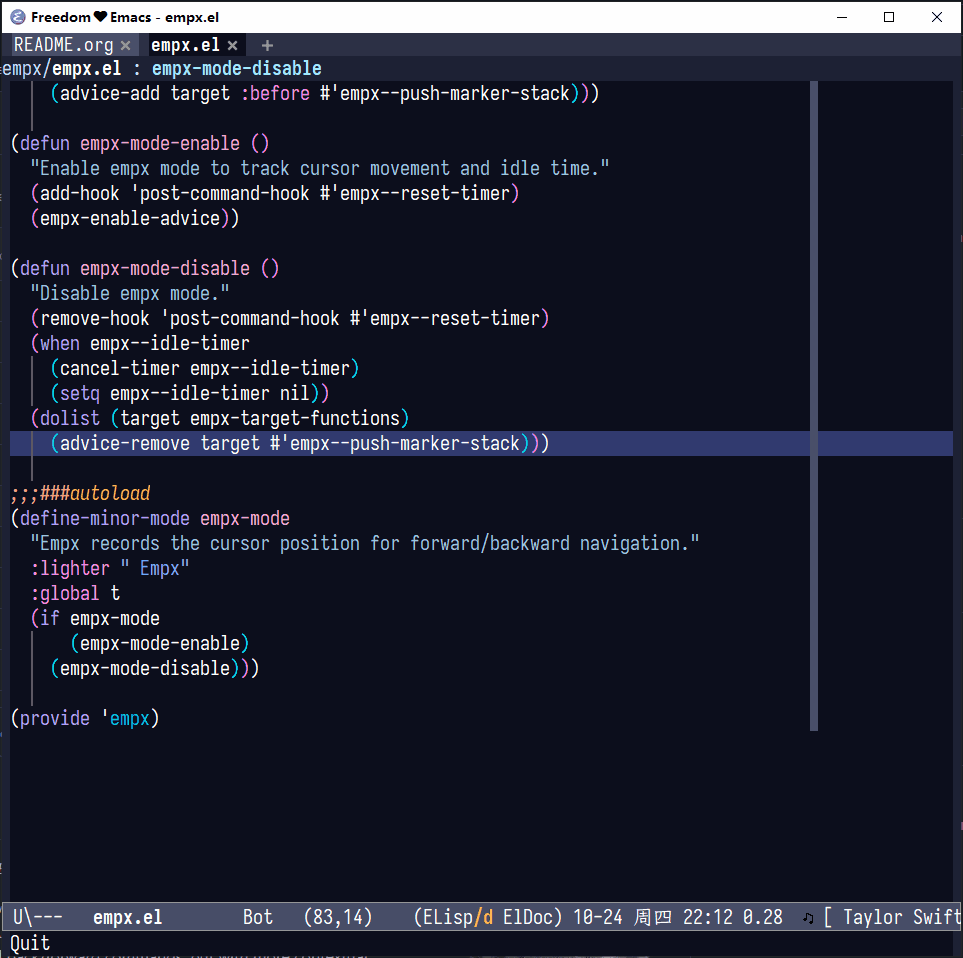 Freedom❤Emacs - empx.el
README.org × empx.el × +
empx/empx.el : empx-mode-disable
(advice-add target :before #'empx--push-marker-stack)))
(defun empx-mode-enable ()
"Enable empx mode to track cursor movement and idle time."
(add-hook 'post-command-hook #'empx--reset-timer)
(empx-enable-advice))
(defun empx-mode-disable ()
"Disable empx mode."
(remove-hook 'post-command-hook #'empx--reset-timer)
(when empx--idle-timer
(cancel-timer empx--idle-timer)
(setq empx--idle-timer nil))
(dolist (target empx-target-functions)
(advice-remove target #'empx--push-marker-stack)))
;;;###autoload
(define-minor-mode empx-mode
"Empx records the cursor position for forward/backward navigation."
:lighter " Empx"
:global t
(if empx-mode
(empx-mode-enable)
(empx-mode-disable)))
(provide 'empx)
U\--- empx.el Bot (83,14) (ELisp/d ElDoc) 10-24 周四 22:12 0.28 ♫ [ Taylor Swift
Quit